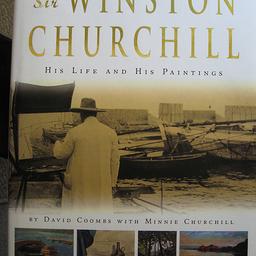 Sir WINSTON
CHURCHILL
HIS LIFE AND HIS PAINTINGS
BY DAVID COOMBS WITH MINNIE CHURCHILL